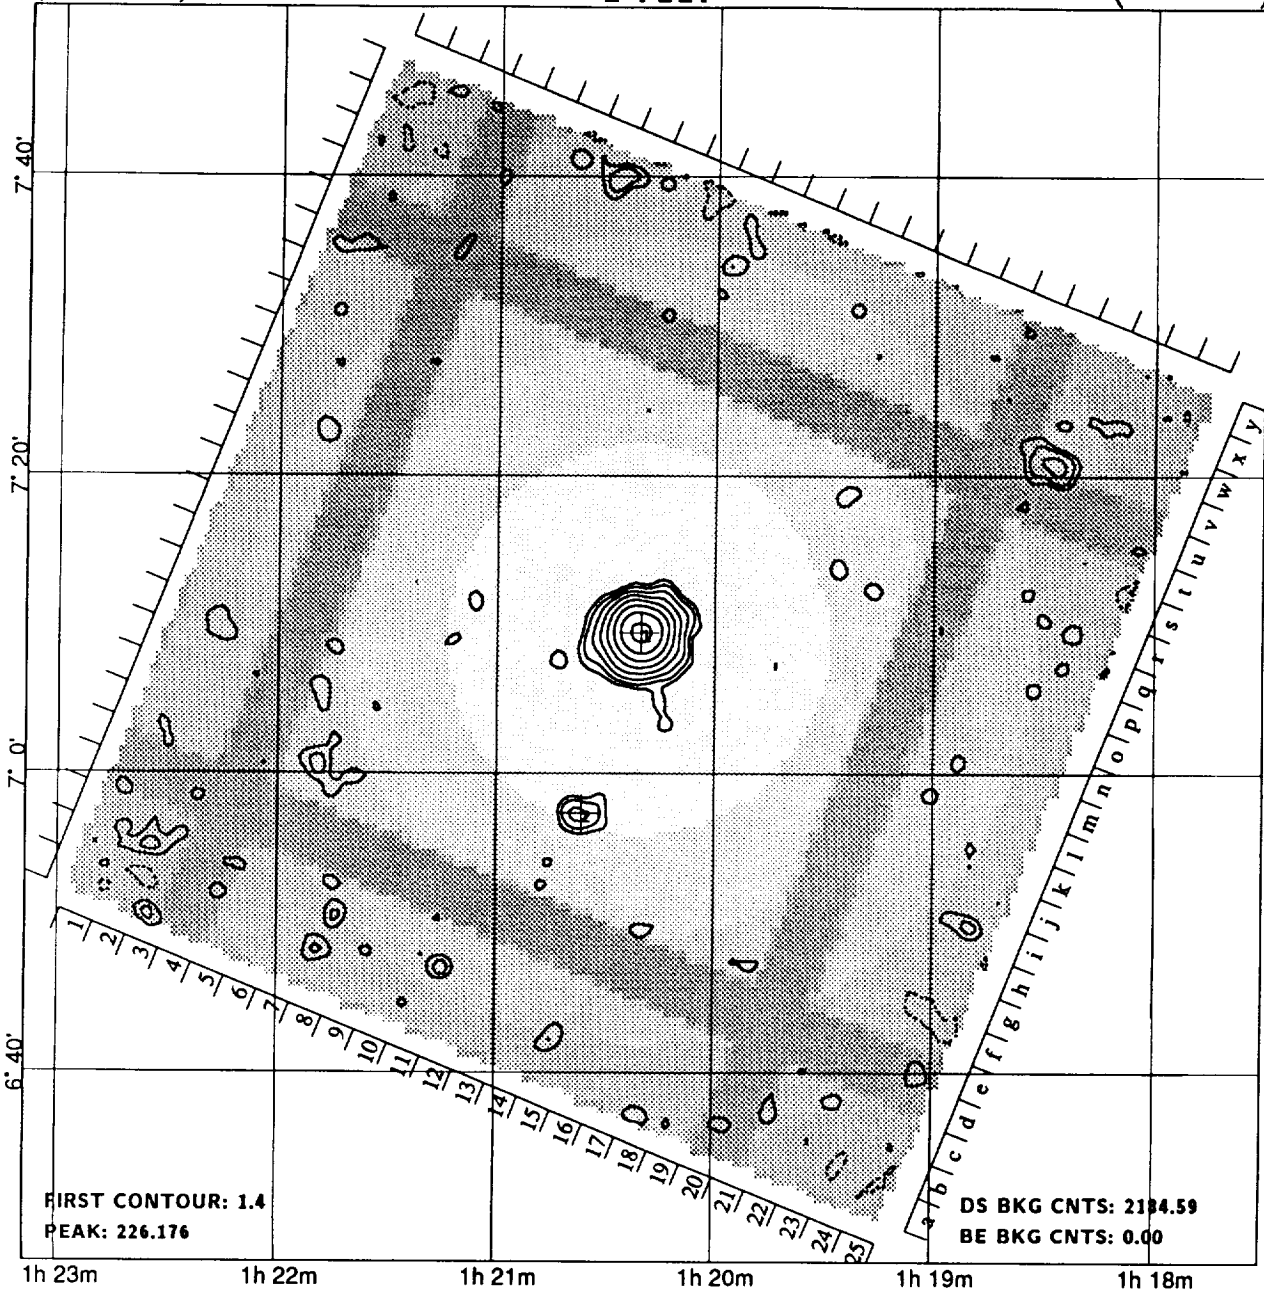 7° 40'
7° 20'
7° 0'
6° 40'
1
2
1 2 3 4 5 6 7 8 9 10 11 12 13 14 15 16 17 18 19 20 21 22 23 24 25
a b c d e f g h i j k l m n o p q r s t u v w x y
FIRST CONTOUR: 1.4
PEAK: 226.176
DS BKG CNTS: 2184.59
BE BKG CNTS: 0.00
1h 23m 1h 22m 1h 21m 1h 20m 1h 19m 1h 18m